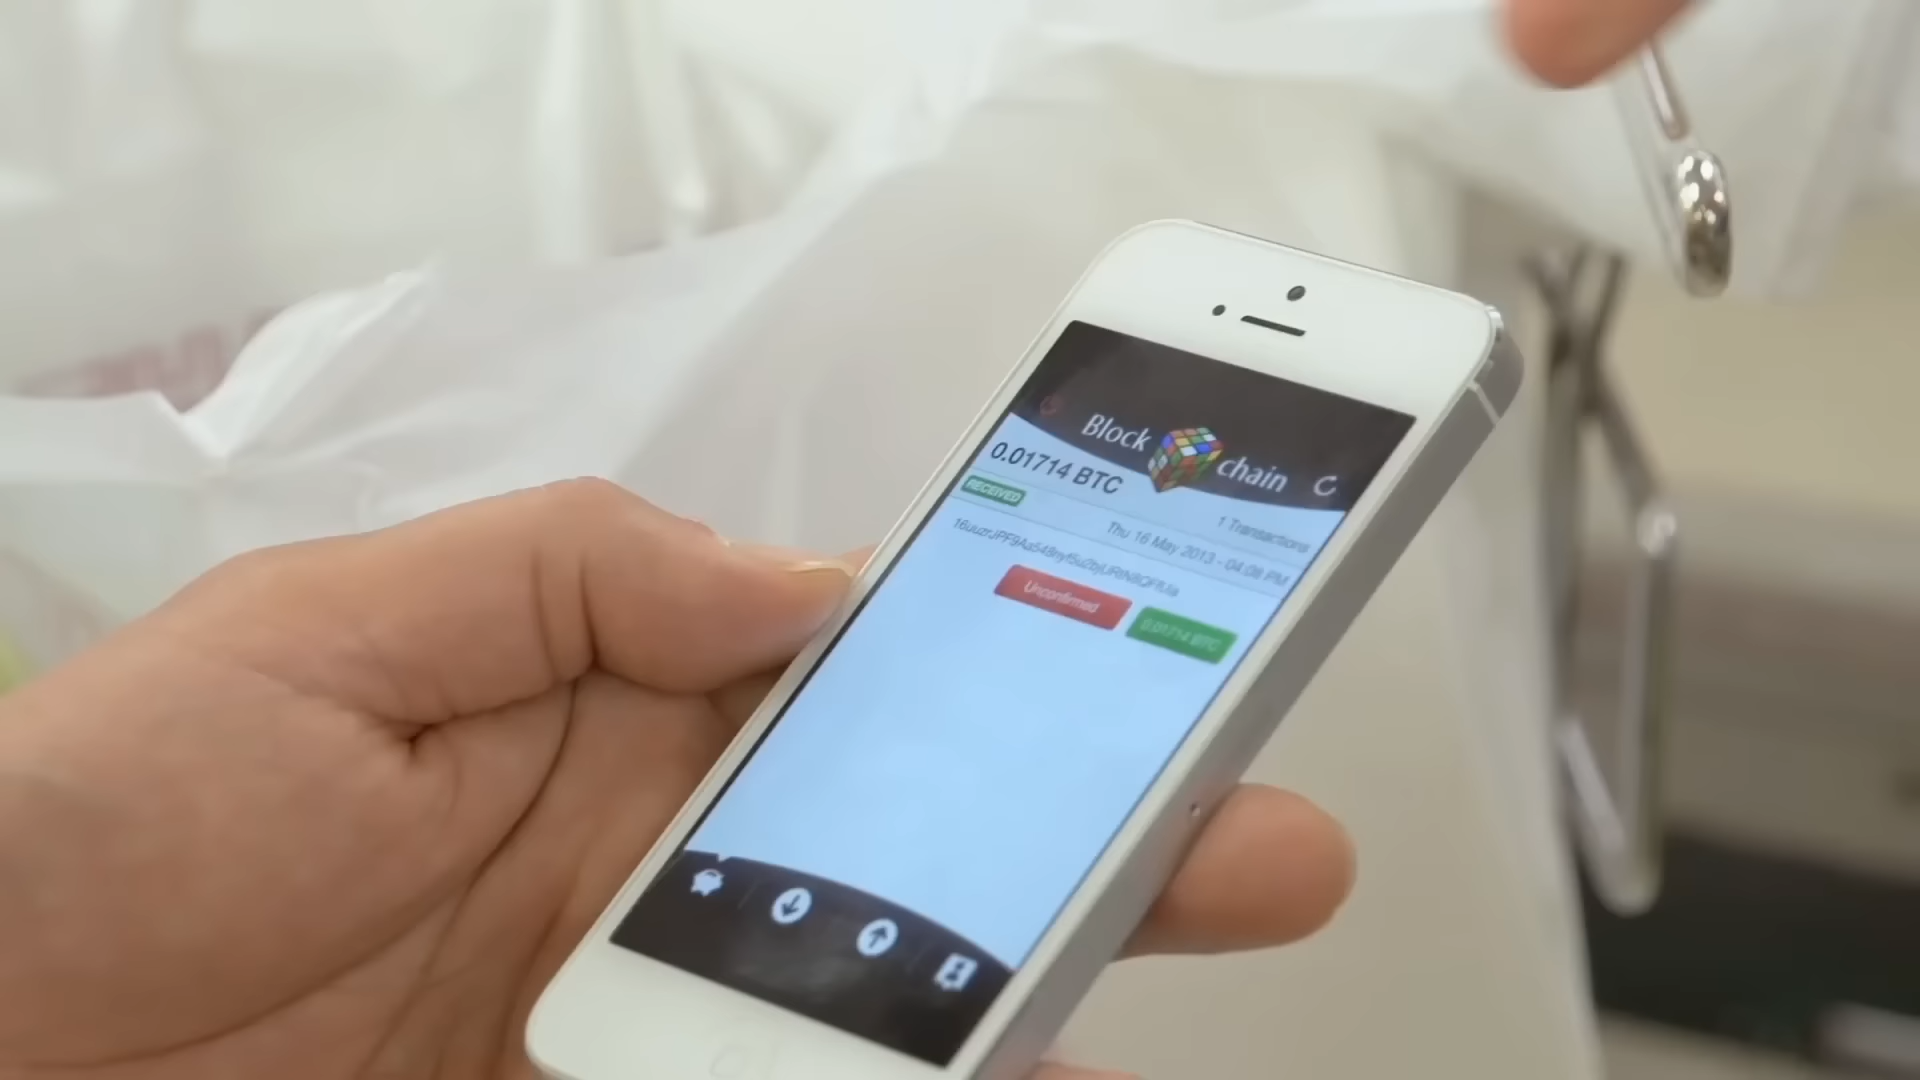 Block chain
0.01714 BTC
1 Transactions
RECEIVED
Thu 16 May 2013 - 04:08 PM
Unconfirmed
0.01714 BTC